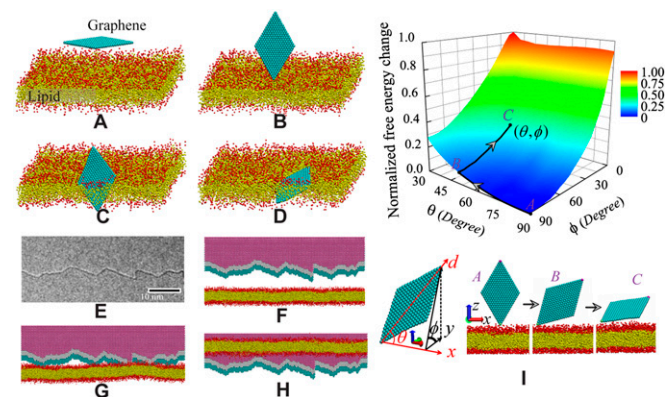 Graphene
Lipid
A
B
C
D
E
10 nm
F
G
H
Normalized free energy change
1.0
0.8
0.6
0.4
0.2
0.0
1.00
0.75
0.50
0.25
0.00
C
(θ,ϕ)
B
A
30
45
60
75
90
θ (Degree)
90
60
30
0
ϕ (Degree)
d
θ
ϕ
y
x
A
B
C
z
x
I